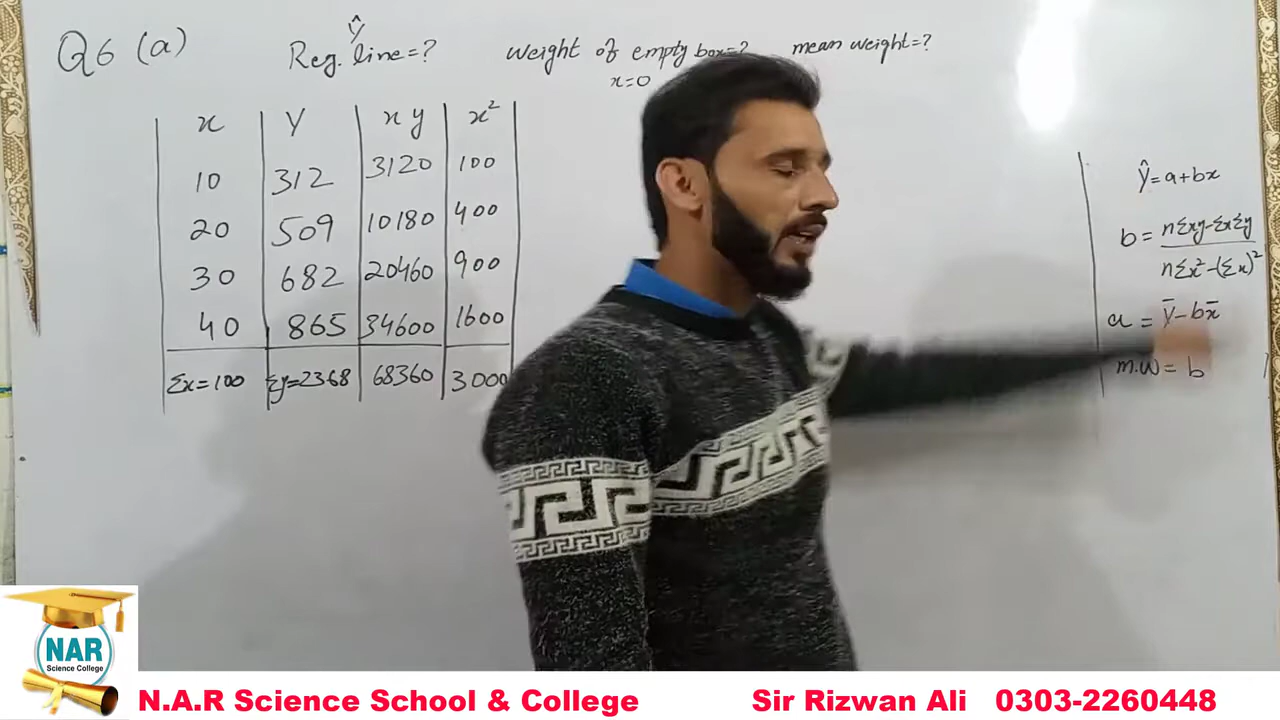 Q6 (a) Reg. line Ŷ =? Weight of empty box=? mean weight=?
x=0
x Y xy x²
10 312 3120 100
20 509 10180 400
30 682 20460 900
40 865 34600 1600
Σx=100 Σy=2368 68360 3000
ŷ=a+bx
b = nΣxy-ΣxΣy
nΣx²-(Σx)²
a = ȳ-bx̄
m.w = b
NAR
Science College
N.A.R Science School & College Sir Rizwan Ali 0303-2260448